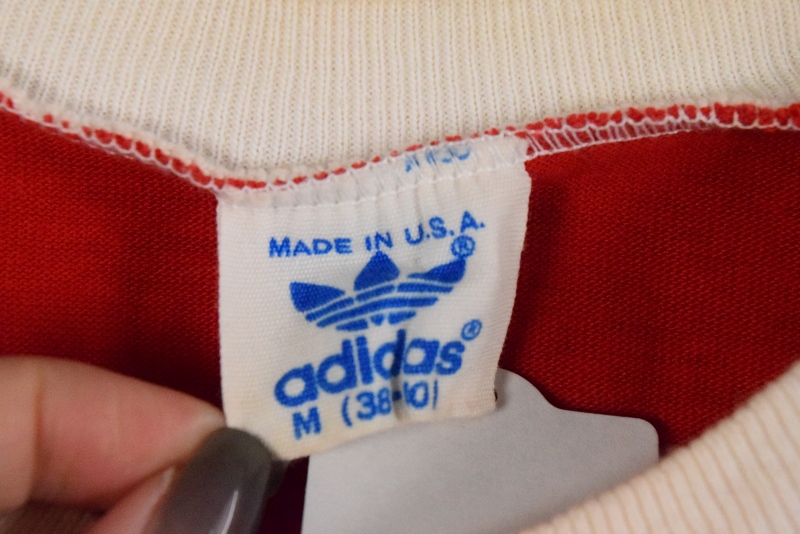 MADE IN U.S.A.
®
adidas®
M (38-40)